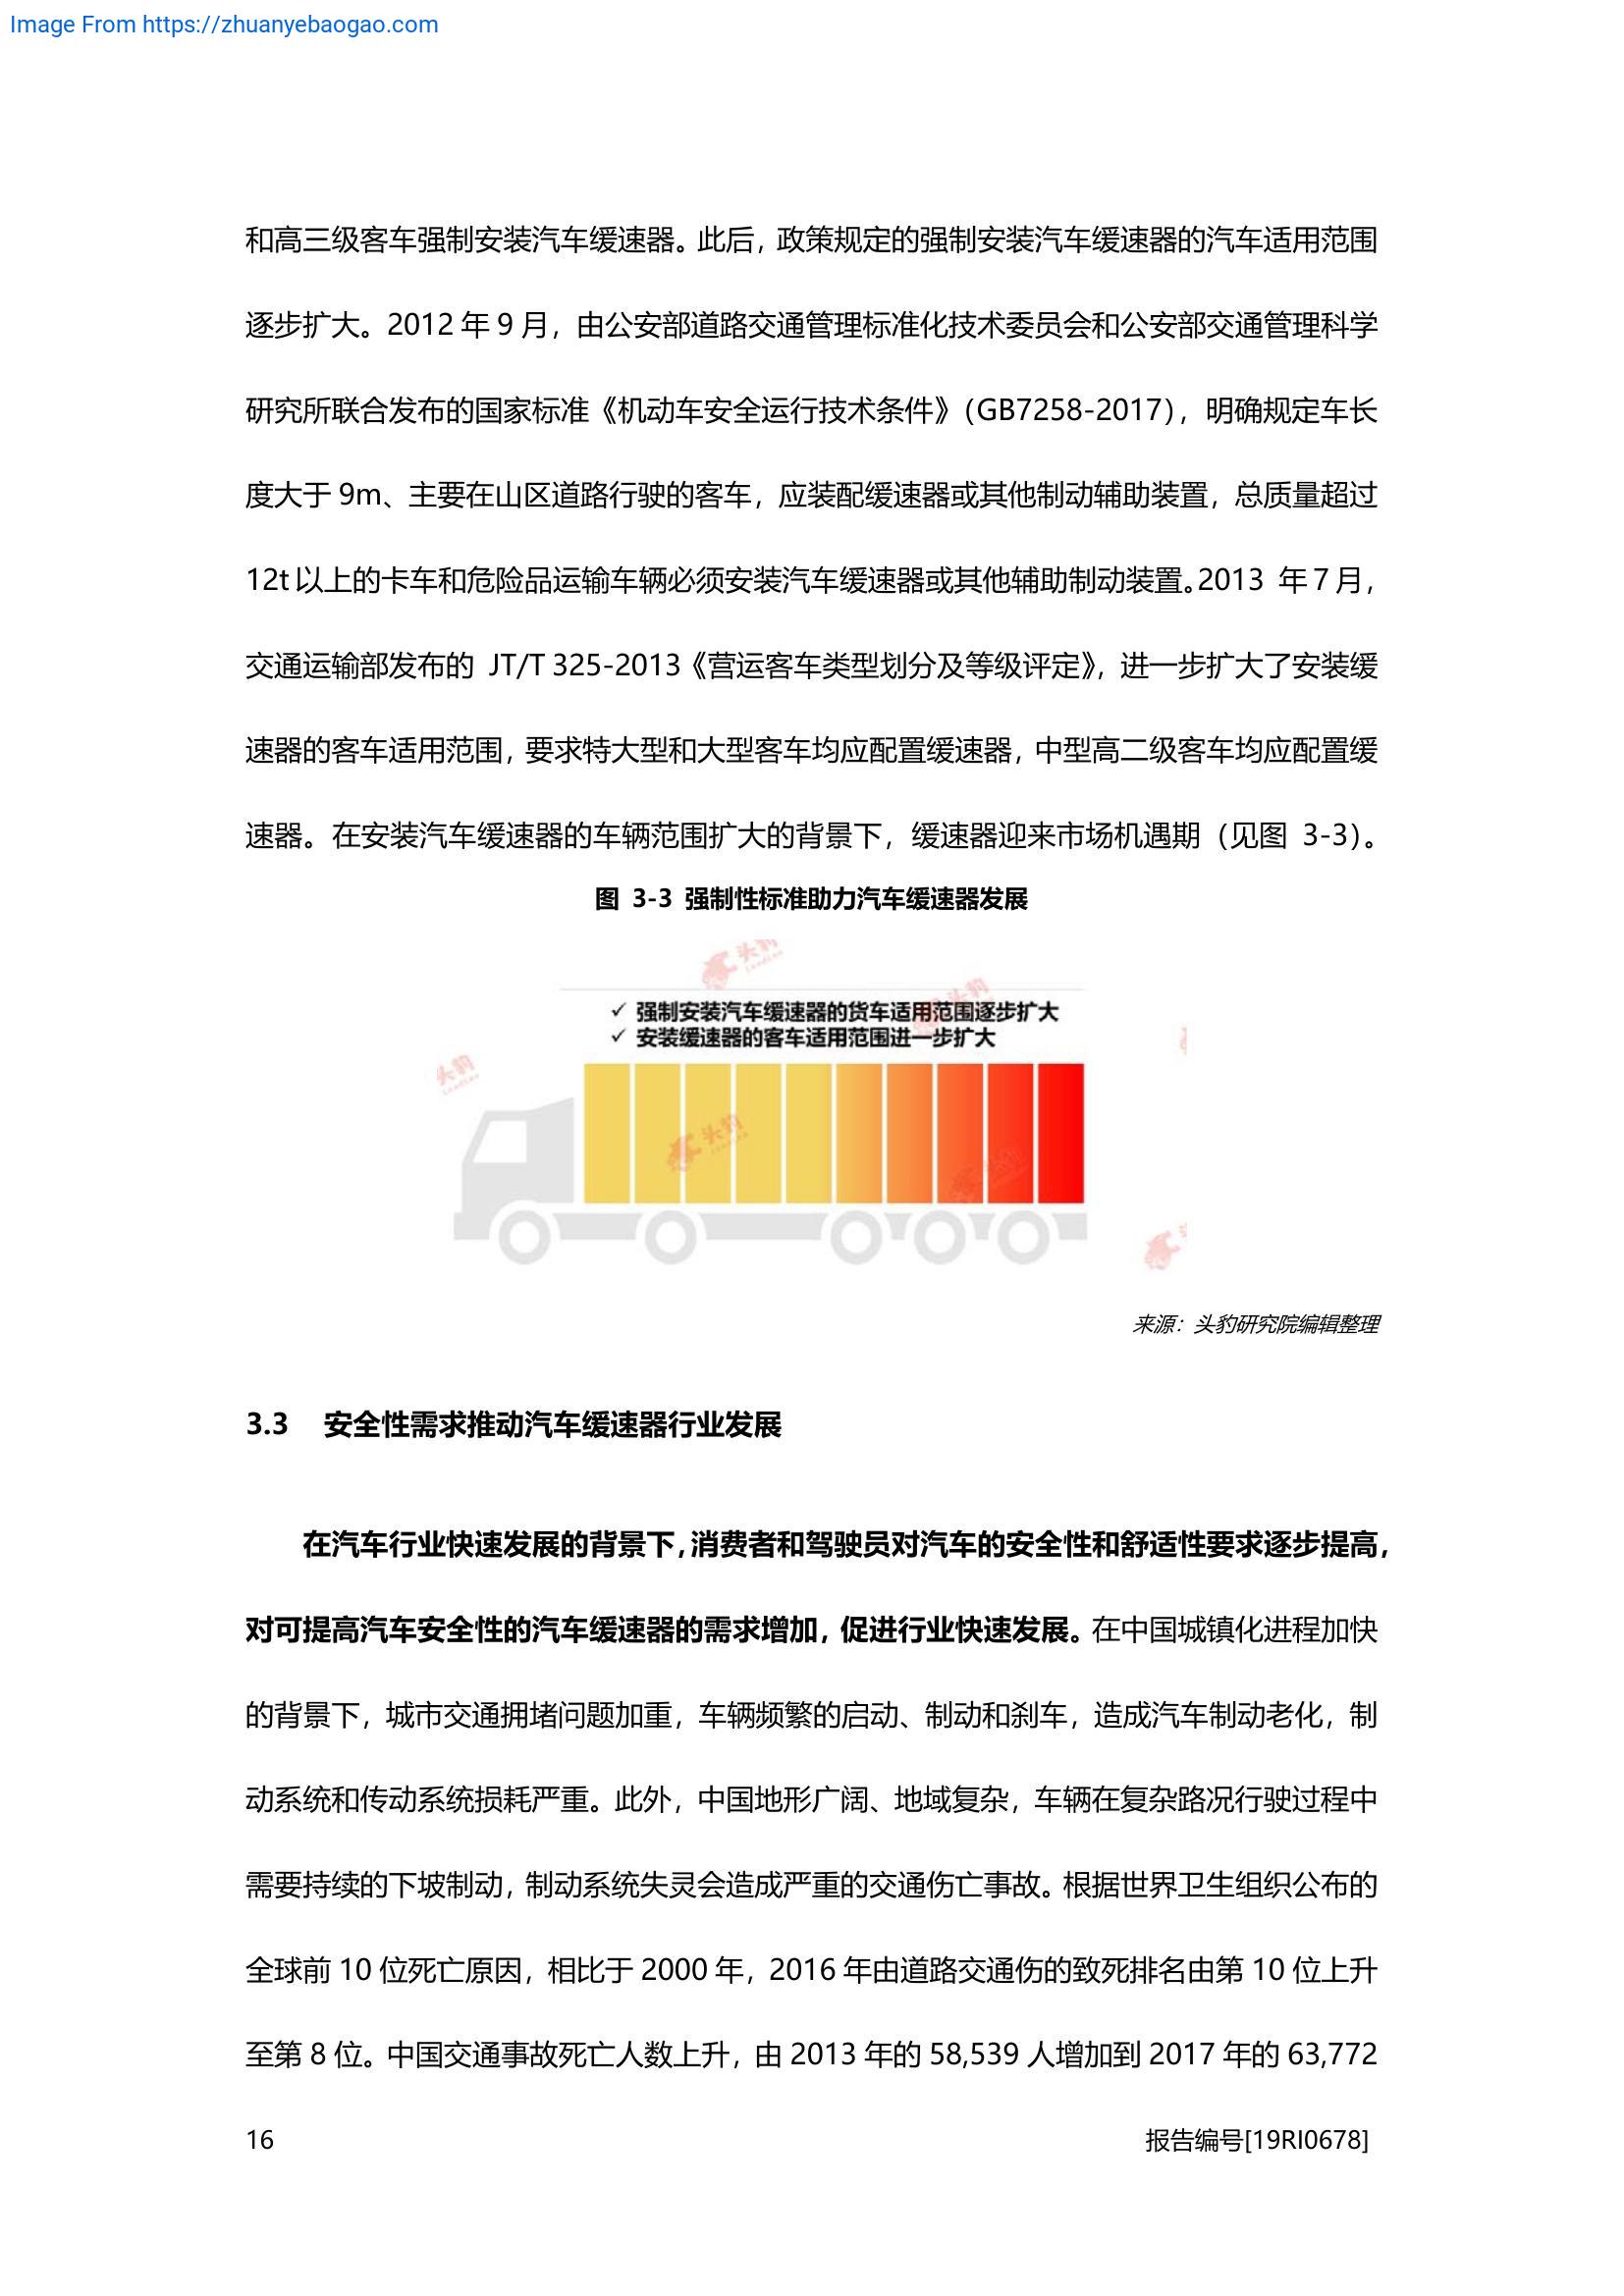 Image From https://zhuanyebaogao.com
和高三级客车强制安装汽车缓速器。此后，政策规定的强制安装汽车缓速器的汽车适用范围
逐步扩大。2012 年 9 月，由公安部道路交通管理标准化技术委员会和公安部交通管理科学
研究所联合发布的国家标准《机动车安全运行技术条件》（GB7258-2017），明确规定车长
度大于 9m、主要在山区道路行驶的客车，应装配缓速器或其他制动辅助装置，总质量超过
12t 以上的卡车和危险品运输车辆必须安装汽车缓速器或其他辅助制动装置。2013 年 7 月，
交通运输部发布的 JT/T 325-2013《营运客车类型划分及等级评定》，进一步扩大了安装缓
速器的客车适用范围，要求特大型和大型客车均应配置缓速器，中型高二级客车均应配置缓
速器。在安装汽车缓速器的车辆范围扩大的背景下，缓速器迎来市场机遇期（见图 3-3）。
图 3-3 强制性标准助力汽车缓速器发展
头豹
LeadLeo
✓ 强制安装汽车缓速器的货车适用范围逐步扩大
✓ 安装缓速器的客车适用范围进一步扩大
头豹
LeadLeo
头豹
来源：头豹研究院编辑整理
3.3 安全性需求推动汽车缓速器行业发展
在汽车行业快速发展的背景下，消费者和驾驶员对汽车的安全性和舒适性要求逐步提高，
对可提高汽车安全性的汽车缓速器的需求增加，促进行业快速发展。在中国城镇化进程加快
的背景下，城市交通拥堵问题加重，车辆频繁的启动、制动和刹车，造成汽车制动老化，制
动系统和传动系统损耗严重。此外，中国地形广阔、地域复杂，车辆在复杂路况行驶过程中
需要持续的下坡制动，制动系统失灵会造成严重的交通伤亡事故。根据世界卫生组织公布的
全球前 10 位死亡原因，相比于 2000 年，2016 年由道路交通伤的致死排名由第 10 位上升
至第 8 位。中国交通事故死亡人数上升，由 2013 年的 58,539 人增加到 2017 年的 63,772
16
报告编号[19RI0678]